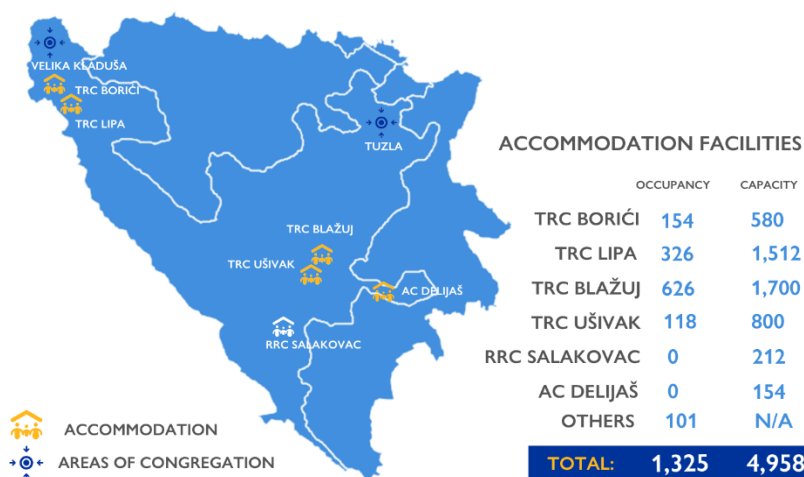 VELIKA KLADUŠA
TRC BORIĆI
TRC LIPA
TUZLA
TRC BLAŽUJ
TRC UŠIVAK
AC DELIJAŠ
RRC SALAKOVAC
ACCOMMODATION
AREAS OF CONGREGATION
ACCOMMODATION FACILITIES
OCCUPANCY CAPACITY
TRC BORIĆI 154 580
TRC LIPA 326 1,512
TRC BLAŽUJ 626 1,700
TRC UŠIVAK 118 800
RRC SALAKOVAC 0 212
AC DELIJAŠ 0 154
OTHERS 101 N/A
TOTAL: 1,325 4,958